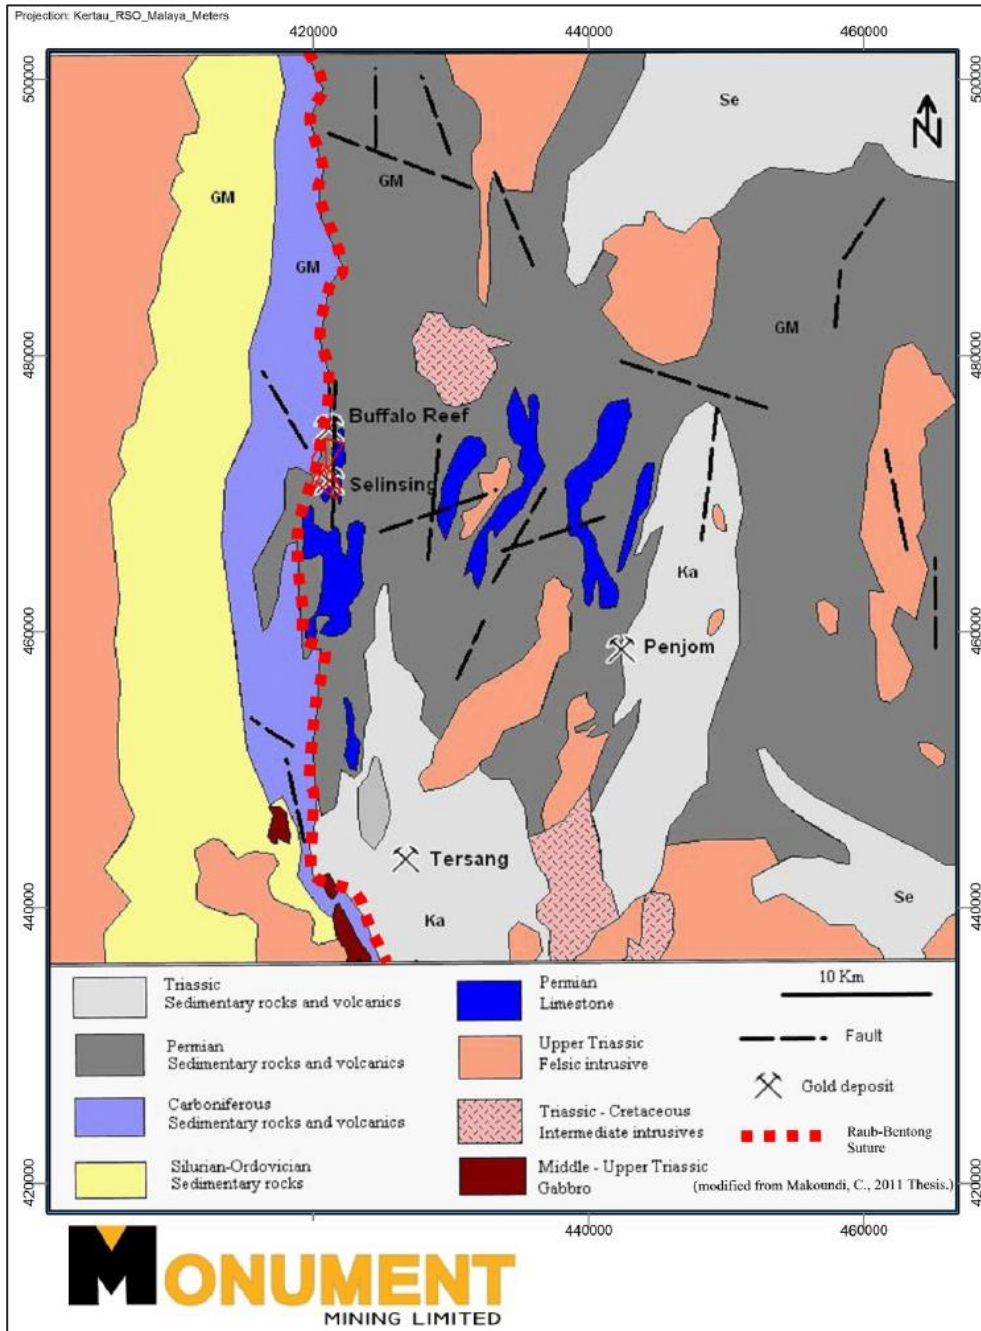 Projection: Kertau_RSO_Malaya_Meters
420000 440000 460000
500000 500000
Se
N
GM
GM
GM
GM
480000 480000
Buffalo Reef
Selinsing
Ka
460000 460000
Penjom
Tersang
440000 440000
Ka
Se
Triassic
Sedimentary rocks and volcanics
Permian
Sedimentary rocks and volcanics
Carboniferous
Sedimentary rocks and volcanics
Silurian-Ordovician
Sedimentary rocks
Permian
Limestone
Upper Triassic
Felsic intrusive
Triassic - Cretaceous
Intermediate intrusives
Middle - Upper Triassic
Gabbro
10 Km
Fault
Gold deposit
Raub-Bentong
Suture
(modified from Makoundi, C., 2011 Thesis.)
420000 420000
420000 440000 460000
MONUMENT
MINING LIMITED